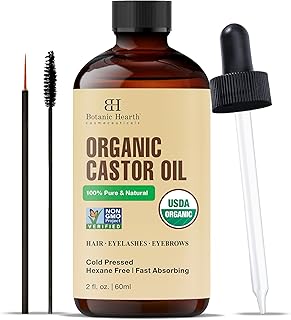 BH
Botanic Hearth
cosmeceuticals
ORGANIC
CASTOR OIL
100% Pure & Natural
NON
GMO
Project
VERIFIED
USDA
ORGANIC
HAIR · EYELASHES · EYEBROWS
Cold Pressed
Hexane Free | Fast Absorbing
2 fl. oz. | 60ml